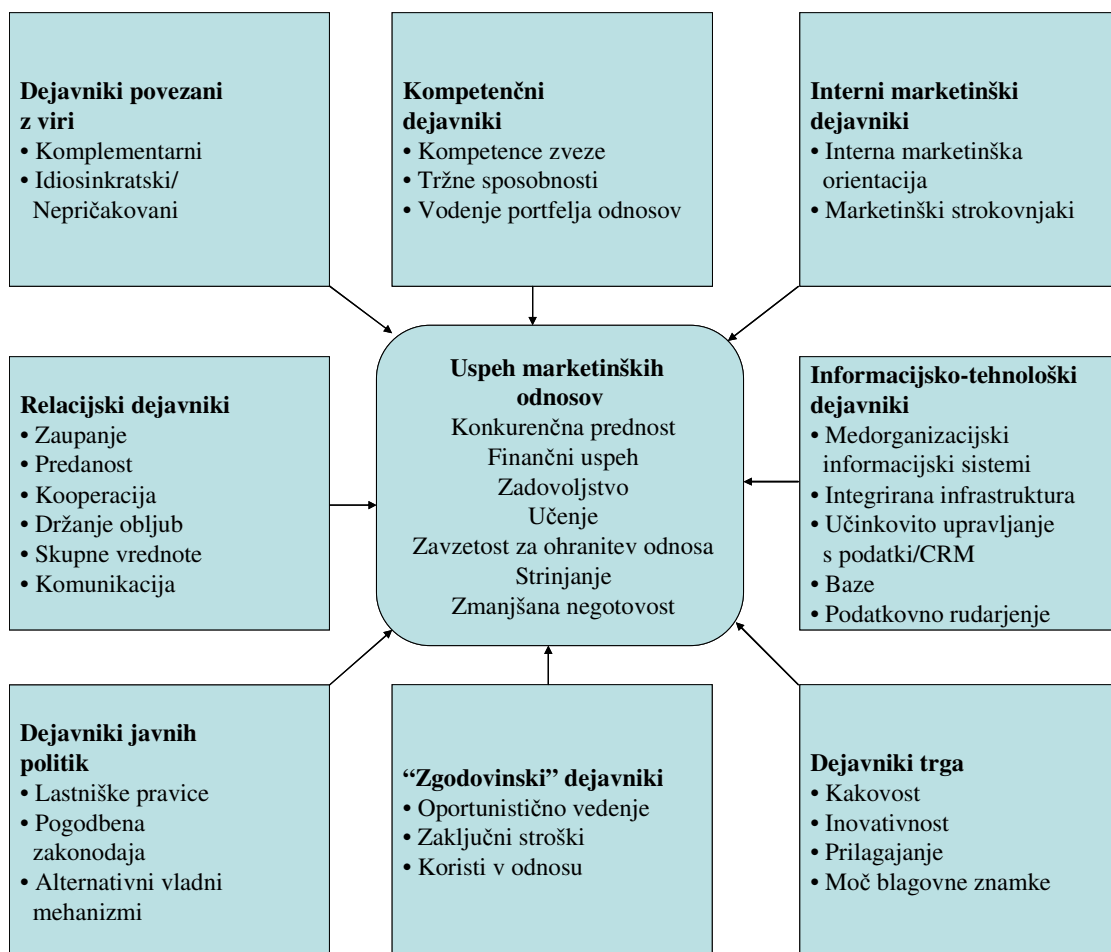 Dejavniki povezani
z viri
• Komplementarni
• Idiosinkratski/
Nepričakovani
Kompetenčni
dejavniki
• Kompetence zveze
• Tržne sposobnosti
• Vodenje portfelja odnosov
Interni marketinški
dejavniki
• Interna marketinška
orientacija
• Marketinški strokovnjaki
Relacijski dejavniki
• Zaupanje
• Predanost
• Kooperacija
• Držanje obljub
• Skupne vrednote
• Komunikacija
Uspeh marketinških
odnosov
Konkurenčna prednost
Finančni uspeh
Zadovoljstvo
Učenje
Zavzetost za ohranitev odnosa
Strinjanje
Zmanjšana negotovost
Informacijsko-tehnološki
dejavniki
• Medorganizacijski
informacijski sistemi
• Integrirana infrastruktura
• Učinkovito upravljanje
s podatki/CRM
• Baze
• Podatkovno rudarjenje
Dejavniki javnih
politik
• Lastniške pravice
• Pogodbena
zakonodaja
• Alternativni vladni
mehanizmi
“Zgodovinski” dejavniki
• Oportunistično vedenje
• Zaključni stroški
• Koristi v odnosu
Dejavniki trga
• Kakovost
• Inovativnost
• Prilagajanje
• Moč blagovne znamke